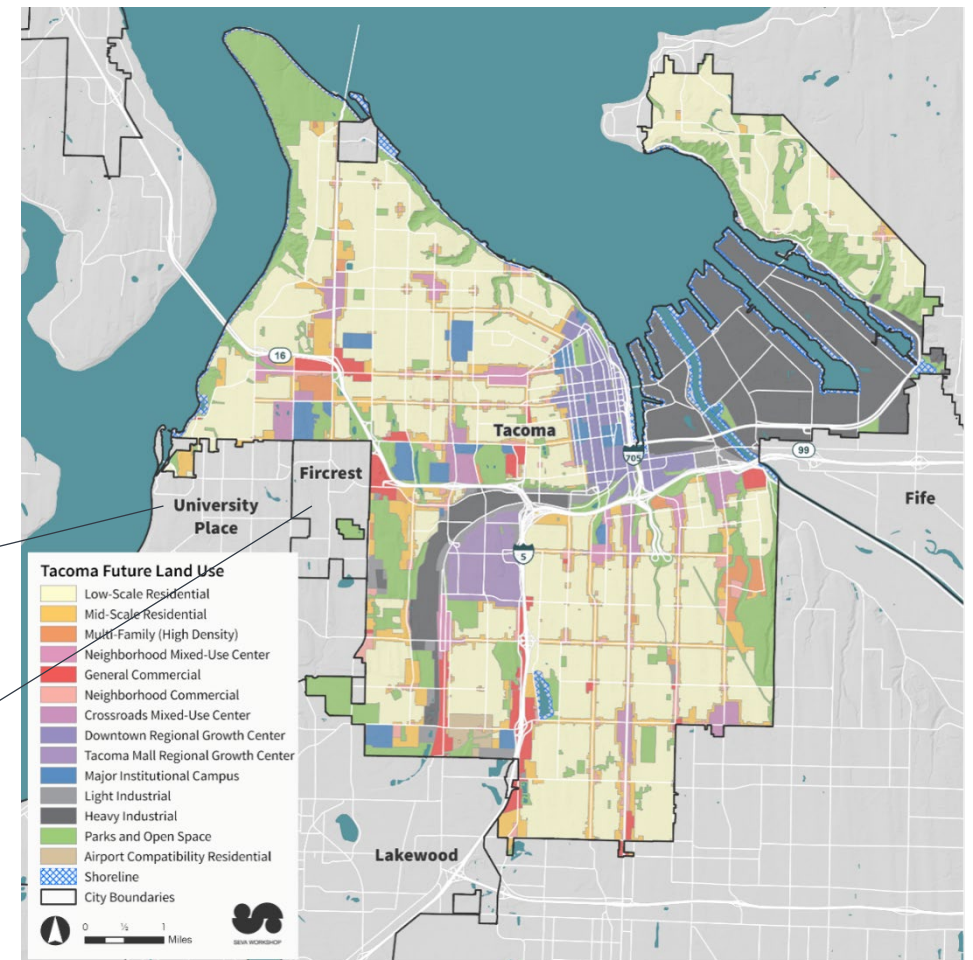 16
Tacoma
705
99
Fircrest
Fife
University
Place
5
Tacoma Future Land Use
Low-Scale Residential
Mid-Scale Residential
Multi-Family (High Density)
Neighborhood Mixed-Use Center
General Commercial
Neighborhood Commercial
Crossroads Mixed-Use Center
Downtown Regional Growth Center
Tacoma Mall Regional Growth Center
Major Institutional Campus
Light Industrial
Heavy Industrial
Parks and Open Space
Airport Compatibility Residential
Shoreline
City Boundaries
Lakewood
0 ½ 1
Miles
SEVA WORKSHOP